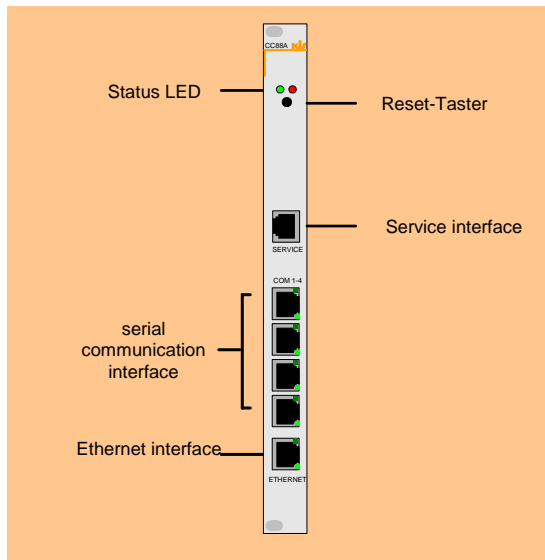 CC88A
Status LED
Reset-Taster
Service interface
SERVICE
COM 1-4
serial
communication
interface
Ethernet interface
ETHERNET